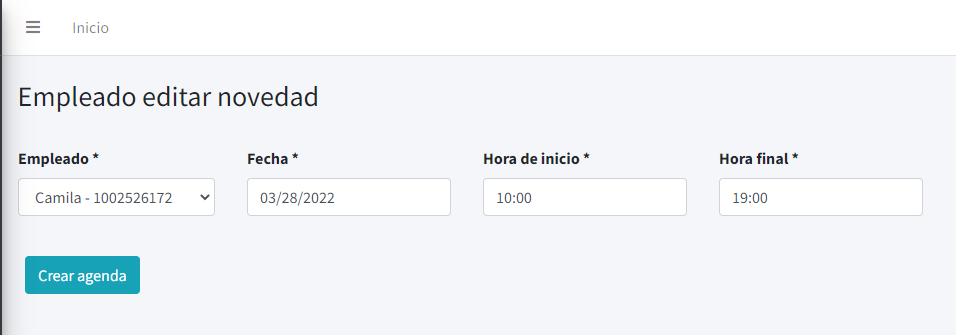 Inicio
Empleado editar novedad
Empleado * Fecha * Hora de inicio * Hora final *
Camila - 1002526172 03/28/2022 10:00 19:00
Crear agenda